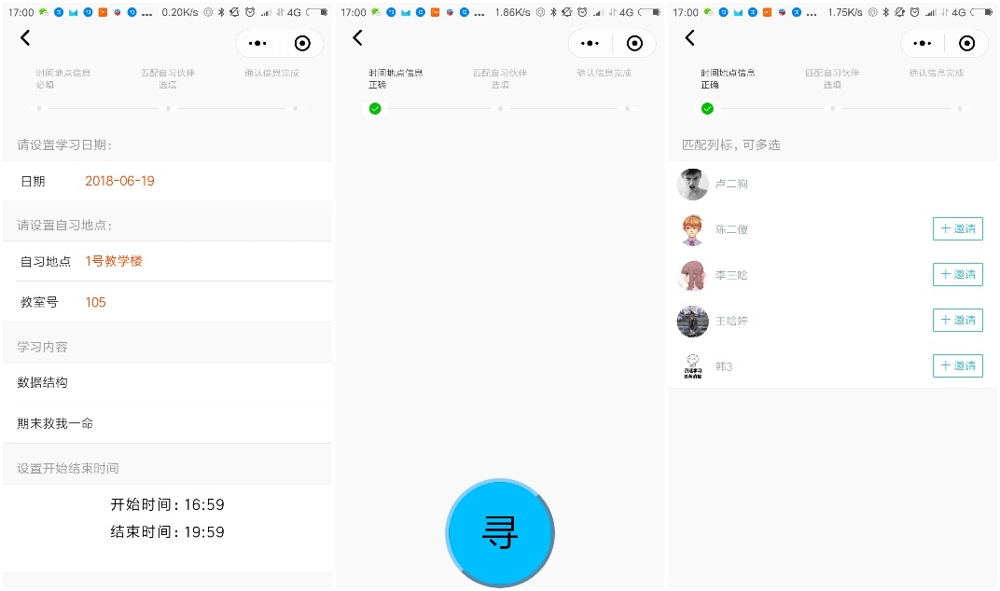 17:00 ... 0.20K/s 4G
时间地点信息 匹配自习伙伴 确认信息完成
必填 选填
请设置学习日期:
日期 2018-06-19
请设置自习地点:
自习地点 1号教学楼
教室号 105
学习内容
数据结构
期末救我一命
设置开始结束时间
开始时间: 16:59
结束时间: 19:59
17:00 ... 1.86K/s 4G
时间地点信息 匹配自习伙伴 确认信息完成
正确 选填
寻
17:00 ... 1.75K/s 4G
时间地点信息 匹配自习伙伴 确认信息完成
正确 选填
匹配列标, 可多选
卢二狗
陈二傻 + 邀请
李三啥 + 邀请
王啥婷 + 邀请
韩3 + 邀请